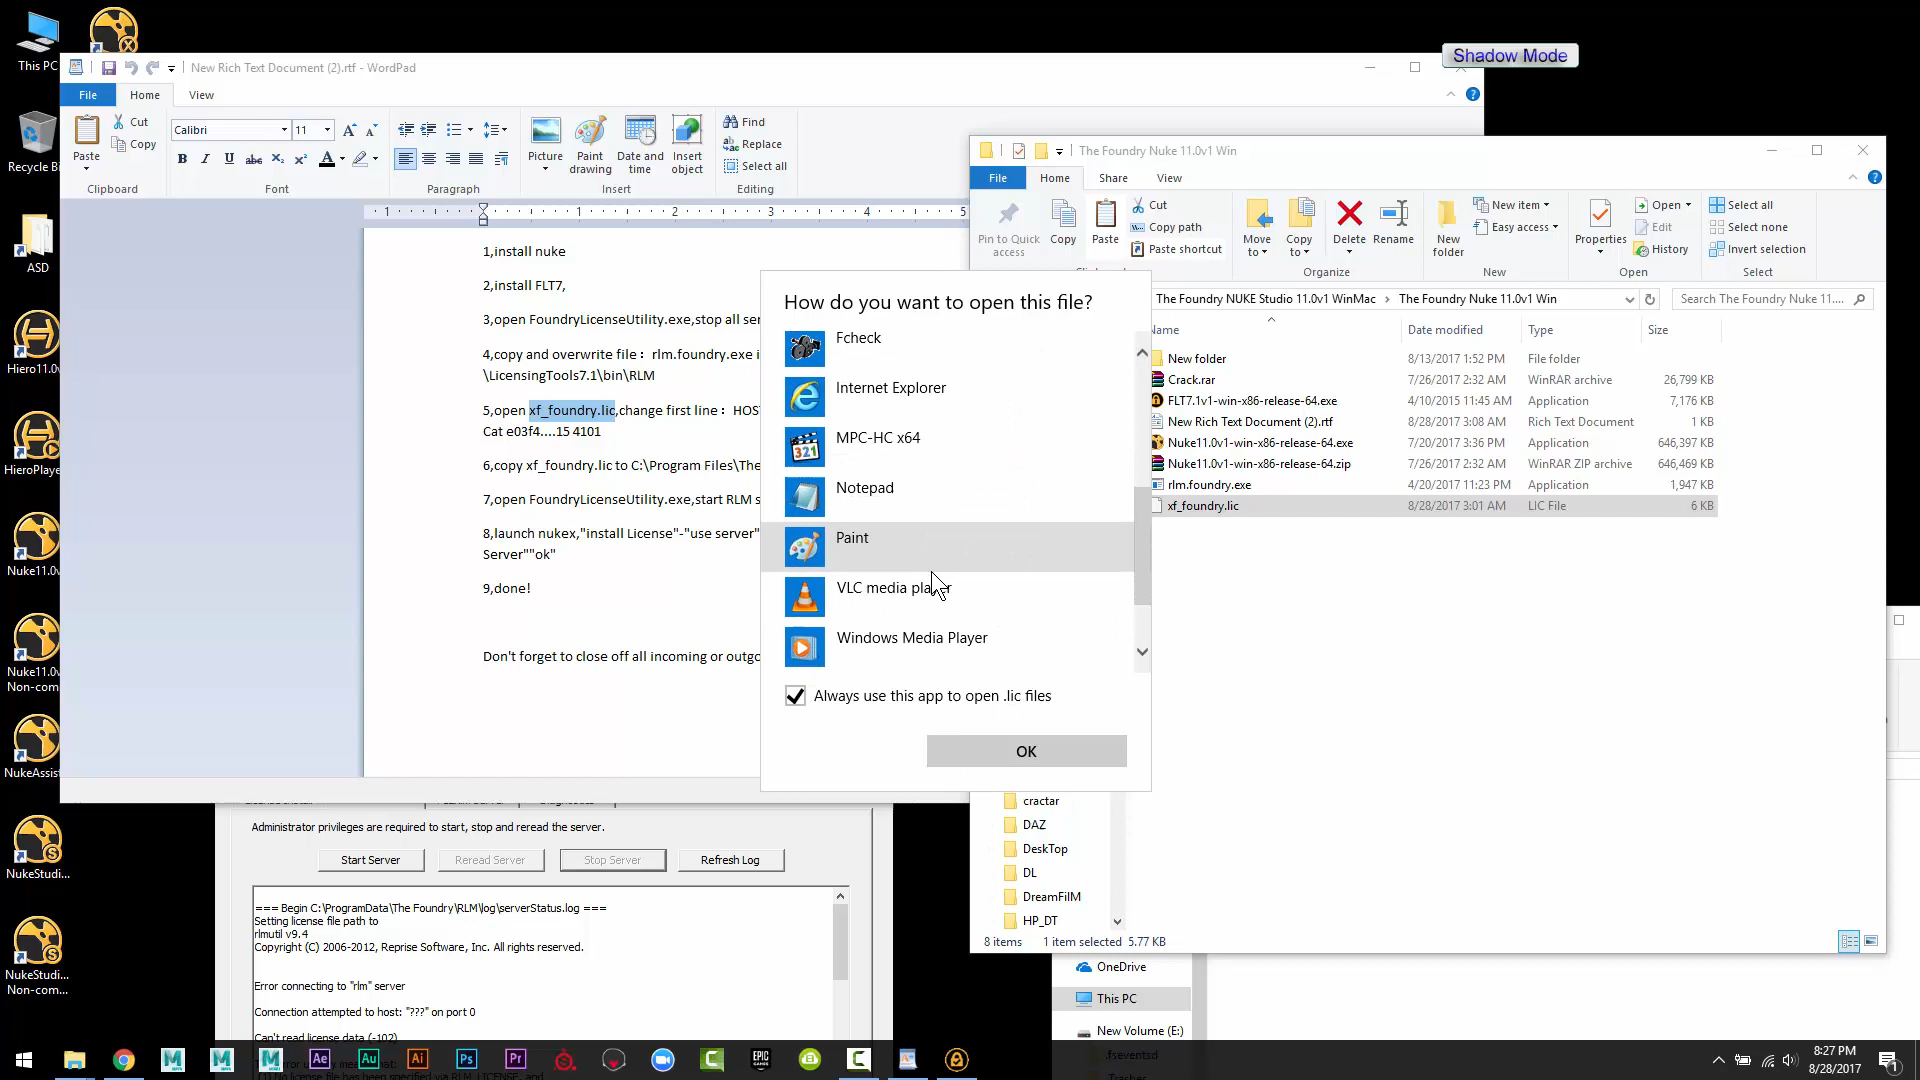 This PC
Recycle Bi
ASD
Hiero11.0
HieroPlaye
Nuke11.0
Nuke11.0v
Non-com
NukeAssis
NukeStudi...
NukeStudi...
Non-com...
New Rich Text Document (2).rtf - WordPad
File Home View
Paste
Cut
Copy
Clipboard
Calibri 11
Font
Paragraph
Picture
Paint drawing
Date and time
Insert object
Insert
Find
Replace
Select all
Editing
1 1 2 3 4 5
1,install nuke
2,install FLT7,
3,open FoundryLicenseUtility.exe,stop all ser
4,copy and overwrite file：rlm.foundry.exe i
\LicensingTools7.1\bin\RLM
5,open xf_foundry.lic,change first line：HOS
Cat e03f4....15 4101
6,copy xf_foundry.lic to C:\Program Files\The
7,open FoundryLicenseUtility.exe,start RLM s
8,launch nukex,"install License"-"use server"
Server""ok"
9,done!
Don't forget to close off all incoming or outgo
Shadow Mode
The Foundry Nuke 11.0v1 Win
File Home Share View
Pin to Quick access
Copy
Paste
Cut
Copy path
Paste shortcut
Move to
Copy to
Delete
Rename
Organize
New folder
New item
Easy access
New
Properties
Open
Edit
History
Open
Select all
Select none
Invert selection
Select
The Foundry NUKE Studio 11.0v1 WinMac > The Foundry Nuke 11.0v1 Win
Search The Foundry Nuke 11....
Name Date modified Type Size
New folder 8/13/2017 1:52 PM File folder
Crack.rar 7/26/2017 2:32 AM WinRAR archive 26,799 KB
FLT7.1v1-win-x86-release-64.exe 4/10/2015 11:45 AM Application 7,176 KB
New Rich Text Document (2).rtf 8/28/2017 3:08 AM Rich Text Document 1 KB
Nuke11.0v1-win-x86-release-64.exe 7/20/2017 3:36 PM Application 646,397 KB
Nuke11.0v1-win-x86-release-64.zip 7/26/2017 2:32 AM WinRAR ZIP archive 646,469 KB
rlm.foundry.exe 4/20/2017 11:23 PM Application 1,947 KB
xf_foundry.lic 8/28/2017 3:01 AM LIC File 6 KB
How do you want to open this file?
Fcheck
Internet Explorer
MPC-HC x64
Notepad
Paint
VLC media player
Windows Media Player
Always use this app to open .lic files
OK
cractar
DAZ
DeskTop
DL
DreamFilM
HP_DT
8 items 1 item selected 5.77 KB
OneDrive
This PC
New Volume (E:)
.fseventsd
Administrator privileges are required to start, stop and reread the server.
Start Server Reread Server Stop Server Refresh Log
=== Begin C:\ProgramData\The Foundry\RLM\log\serverStatus.log ===
Setting license file path to
rlmutil v9.4
Copyright (C) 2006-2012, Reprise Software, Inc. All rights reserved.
Error connecting to "rlm" server
Connection attempted to host: "???" on port 0
Can't read license data (-102)
8:27 PM
8/28/2017